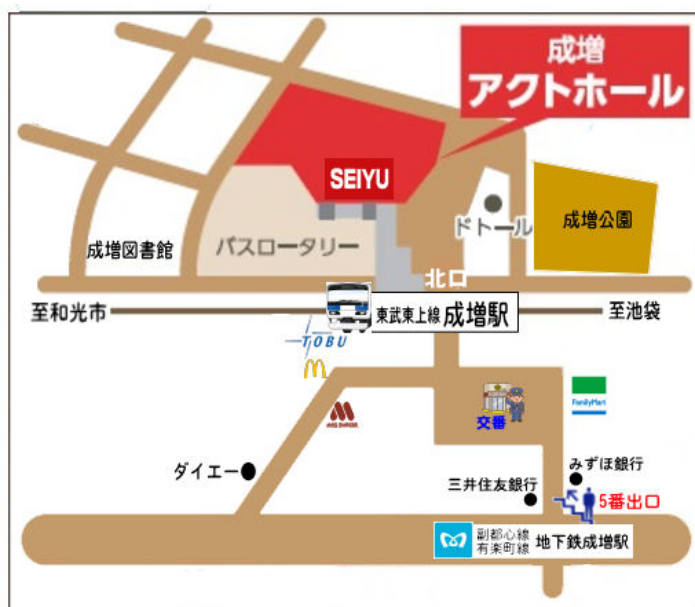 成増
アクトホール
SEIYU
成増図書館
バスロータリー
ドトール
成増公園
北口
至和光市
東武東上線 成増駅
至池袋
TOBU
MOS BURGER
交番
FamilyMart
ダイエー
三井住友銀行
みずほ銀行
5番出口
副都心線
有楽町線
地下鉄成増駅